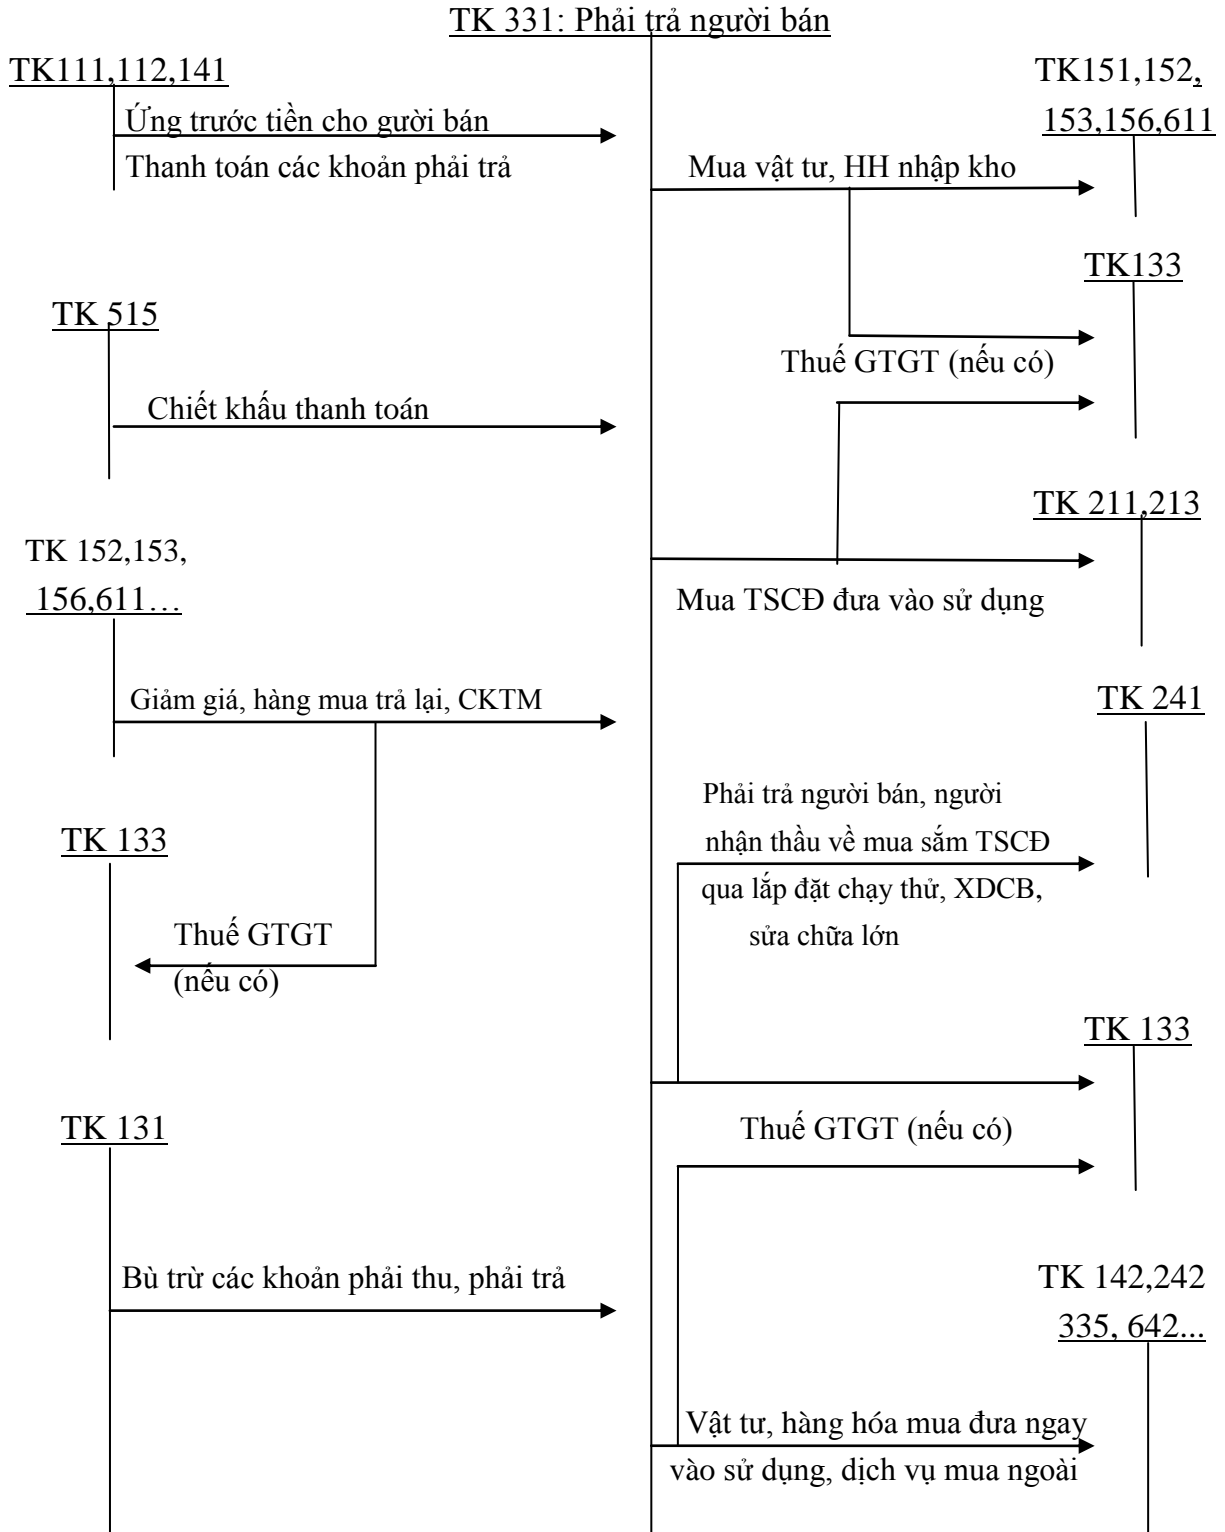 TK 331: Phải trả người bán
TK111,112,141
Ứng trước tiền cho gười bán
Thanh toán các khoản phải trả
TK151,152,
153,156,611
Mua vật tư, HH nhập kho
TK133
Thuế GTGT (nếu có)
TK 515
Chiết khấu thanh toán
TK 211,213
Mua TSCĐ đưa vào sử dụng
TK 152,153,
156,611…
Giảm giá, hàng mua trả lại, CKTM
TK 241
Phải trả người bán, người
nhận thầu về mua sắm TSCĐ
qua lắp đặt chạy thử, XDCB,
sửa chữa lớn
TK 133
Thuế GTGT
(nếu có)
TK 133
Thuế GTGT (nếu có)
TK 131
Bù trừ các khoản phải thu, phải trả
TK 142,242
335, 642...
Vật tư, hàng hóa mua đưa ngay
vào sử dụng, dịch vụ mua ngoài